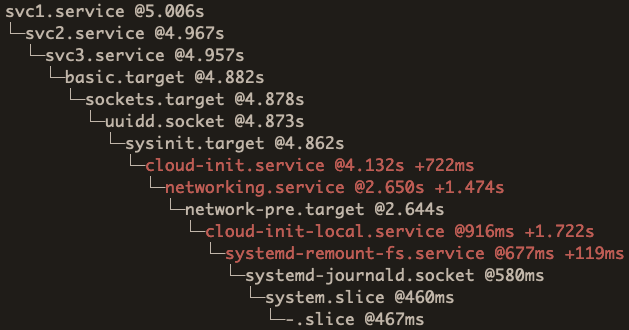 svc1.service @5.006s
└─svc2.service @4.967s
└─svc3.service @4.957s
└─basic.target @4.882s
└─sockets.target @4.878s
└─uuidd.socket @4.873s
└─sysinit.target @4.862s
└─cloud-init.service @4.132s +722ms
└─networking.service @2.650s +1.474s
└─network-pre.target @2.644s
└─cloud-init-local.service @916ms +1.722s
└─systemd-remount-fs.service @677ms +119ms
└─systemd-journald.socket @580ms
└─system.slice @460ms
└─-.slice @467ms